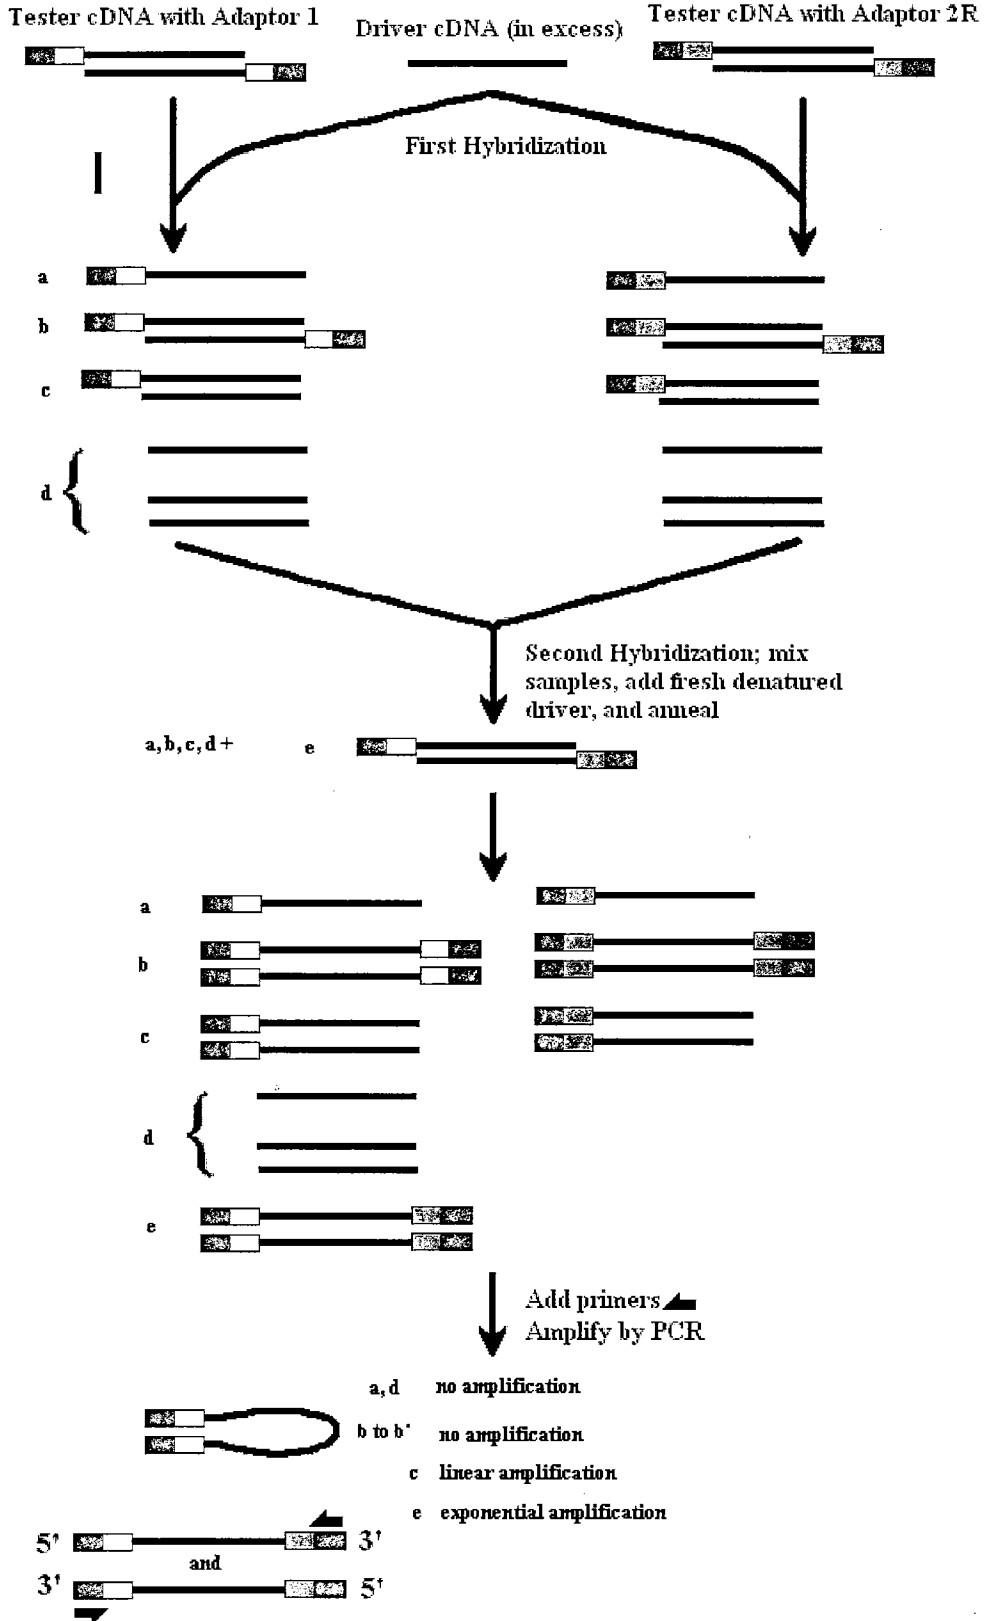 Tester cDNA with Adaptor 1
Driver cDNA (in excess)
Tester cDNA with Adaptor 2R
First Hybridization
a
b
c
d
Second Hybridization; mix
samples, add fresh denatured
driver, and anneal
a, b, c, d +
e
a
b
c
d
e
Add primers
Amplify by PCR
a, d no amplification
b to b' no amplification
c linear amplification
e exponential amplification
5' 3'
and
3' 5'